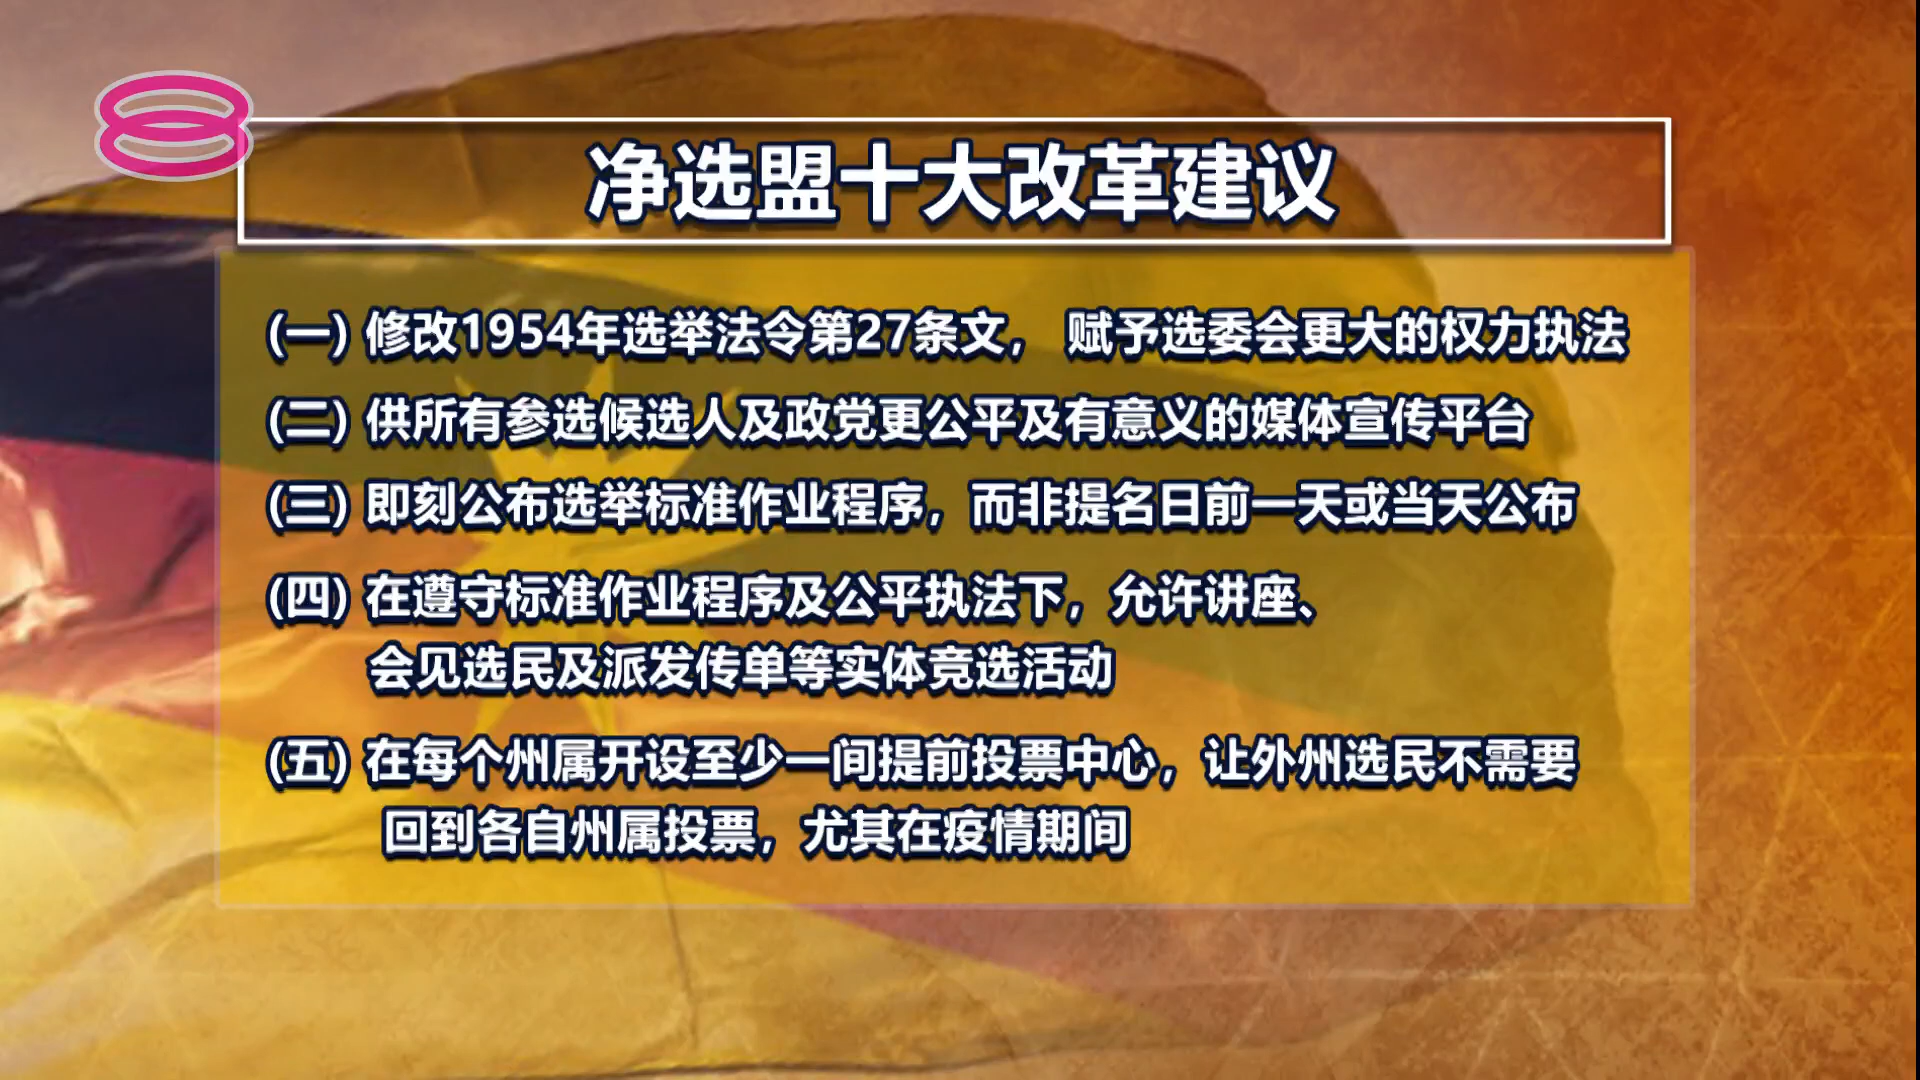 净选盟十大改革建议
(一) 修改1954年选举法令第27条文， 赋予选委会更大的权力执法
(二) 供所有参选候选人及政党更公平及有意义的媒体宣传平台
(三) 即刻公布选举标准作业程序，而非提名日前一天或当天公布
(四) 在遵守标准作业程序及公平执法下，允许讲座、
会见选民及派发传单等实体竞选活动
(五) 在每个州属开设至少一间提前投票中心，让外州选民不需要
回到各自州属投票，尤其在疫情期间